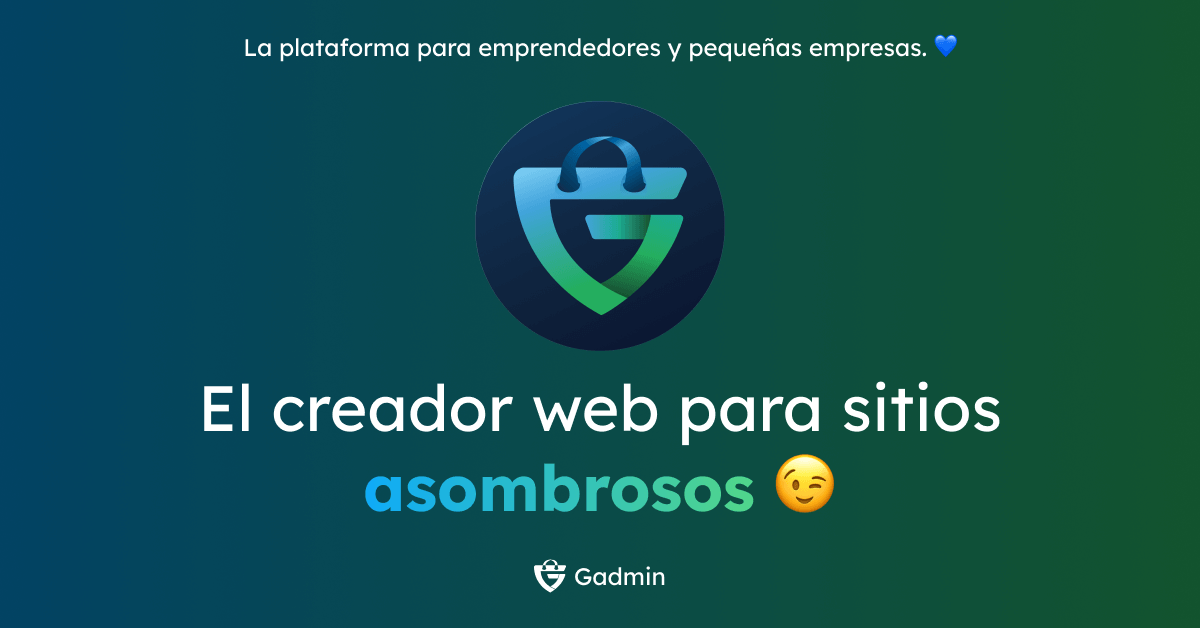 La plataforma para emprendedores y pequeñas empresas. 💙
El creador web para sitios
asombrosos 😉
Gadmin